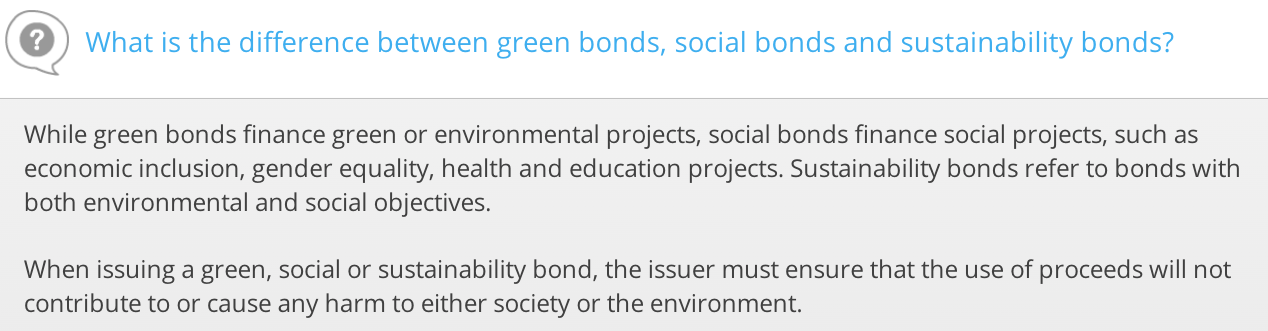 ?
What is the difference between green bonds, social bonds and sustainability bonds?
While green bonds finance green or environmental projects, social bonds finance social projects, such as
economic inclusion, gender equality, health and education projects. Sustainability bonds refer to bonds with
both environmental and social objectives.
When issuing a green, social or sustainability bond, the issuer must ensure that the use of proceeds will not
contribute to or cause any harm to either society or the environment.